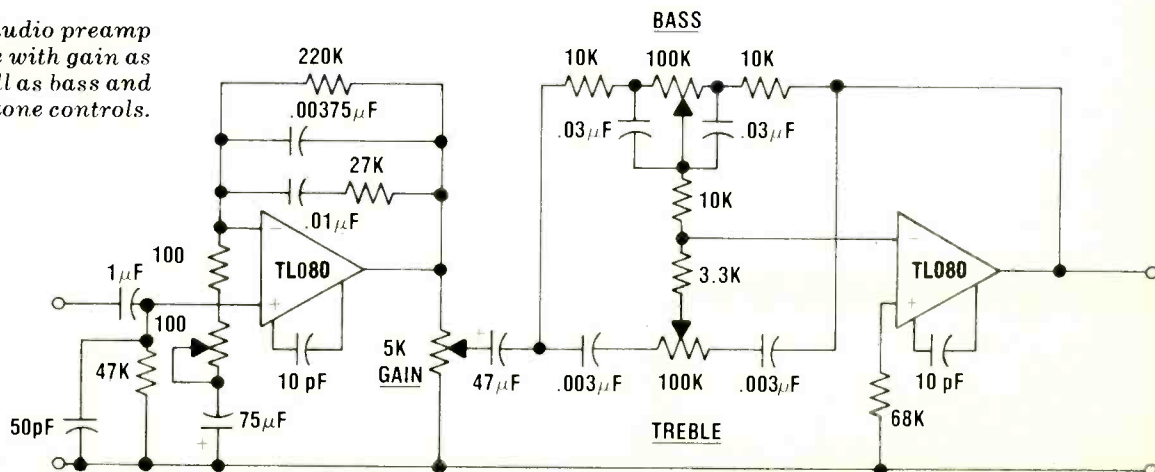 udio preamp
with gain as
ll as bass and
tone controls.
BASS
220K
10K
100K
10K
.00375μF
.03μF
.03μF
27K
10K
.01μF
1μF
100
TL080
3.3K
TL080
100
47K
10 pF
5K
GAIN
47μF
.003μF
100K
.003μF
10 pF
50pF
75μF
TREBLE
68K